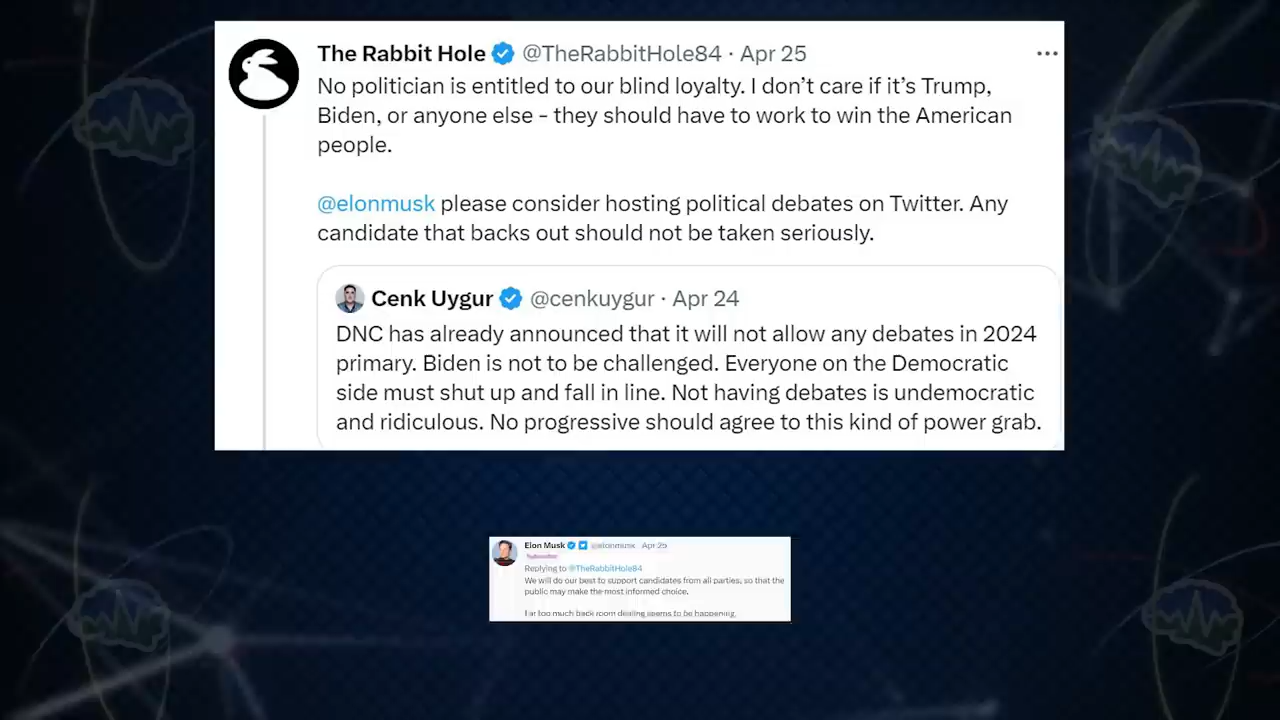 The Rabbit Hole @TheRabbitHole84 · Apr 25
No politician is entitled to our blind loyalty. I don’t care if it’s Trump,
Biden, or anyone else - they should have to work to win the American
people.
@elonmusk please consider hosting political debates on Twitter. Any
candidate that backs out should not be taken seriously.
Cenk Uygur @cenkuygur · Apr 24
DNC has already announced that it will not allow any debates in 2024
primary. Biden is not to be challenged. Everyone on the Democratic
side must shut up and fall in line. Not having debates is undemocratic
and ridiculous. No progressive should agree to this kind of power grab.
Elon Musk @elonmusk Apr 25
Replying to @TheRabbitHole84
We will do our best to support candidates from all parties, so that the
public may make the most informed choice.
Far too much back room dealing seems to be happening.